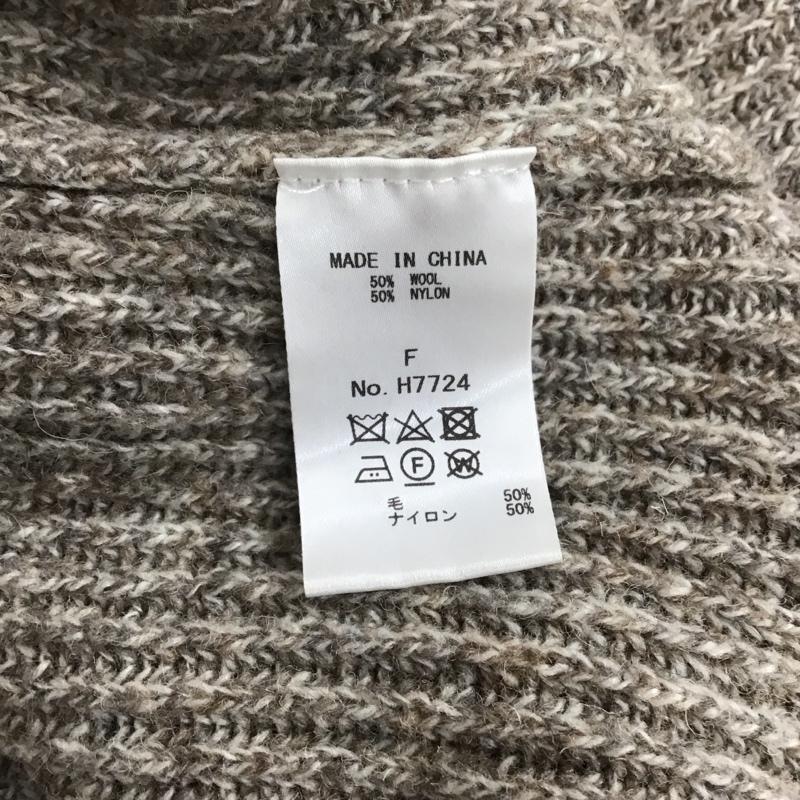 MADE IN CHINA
50% WOOL
50% NYLON
F
No. H7724
F W
毛 50%
ナイロン 50%